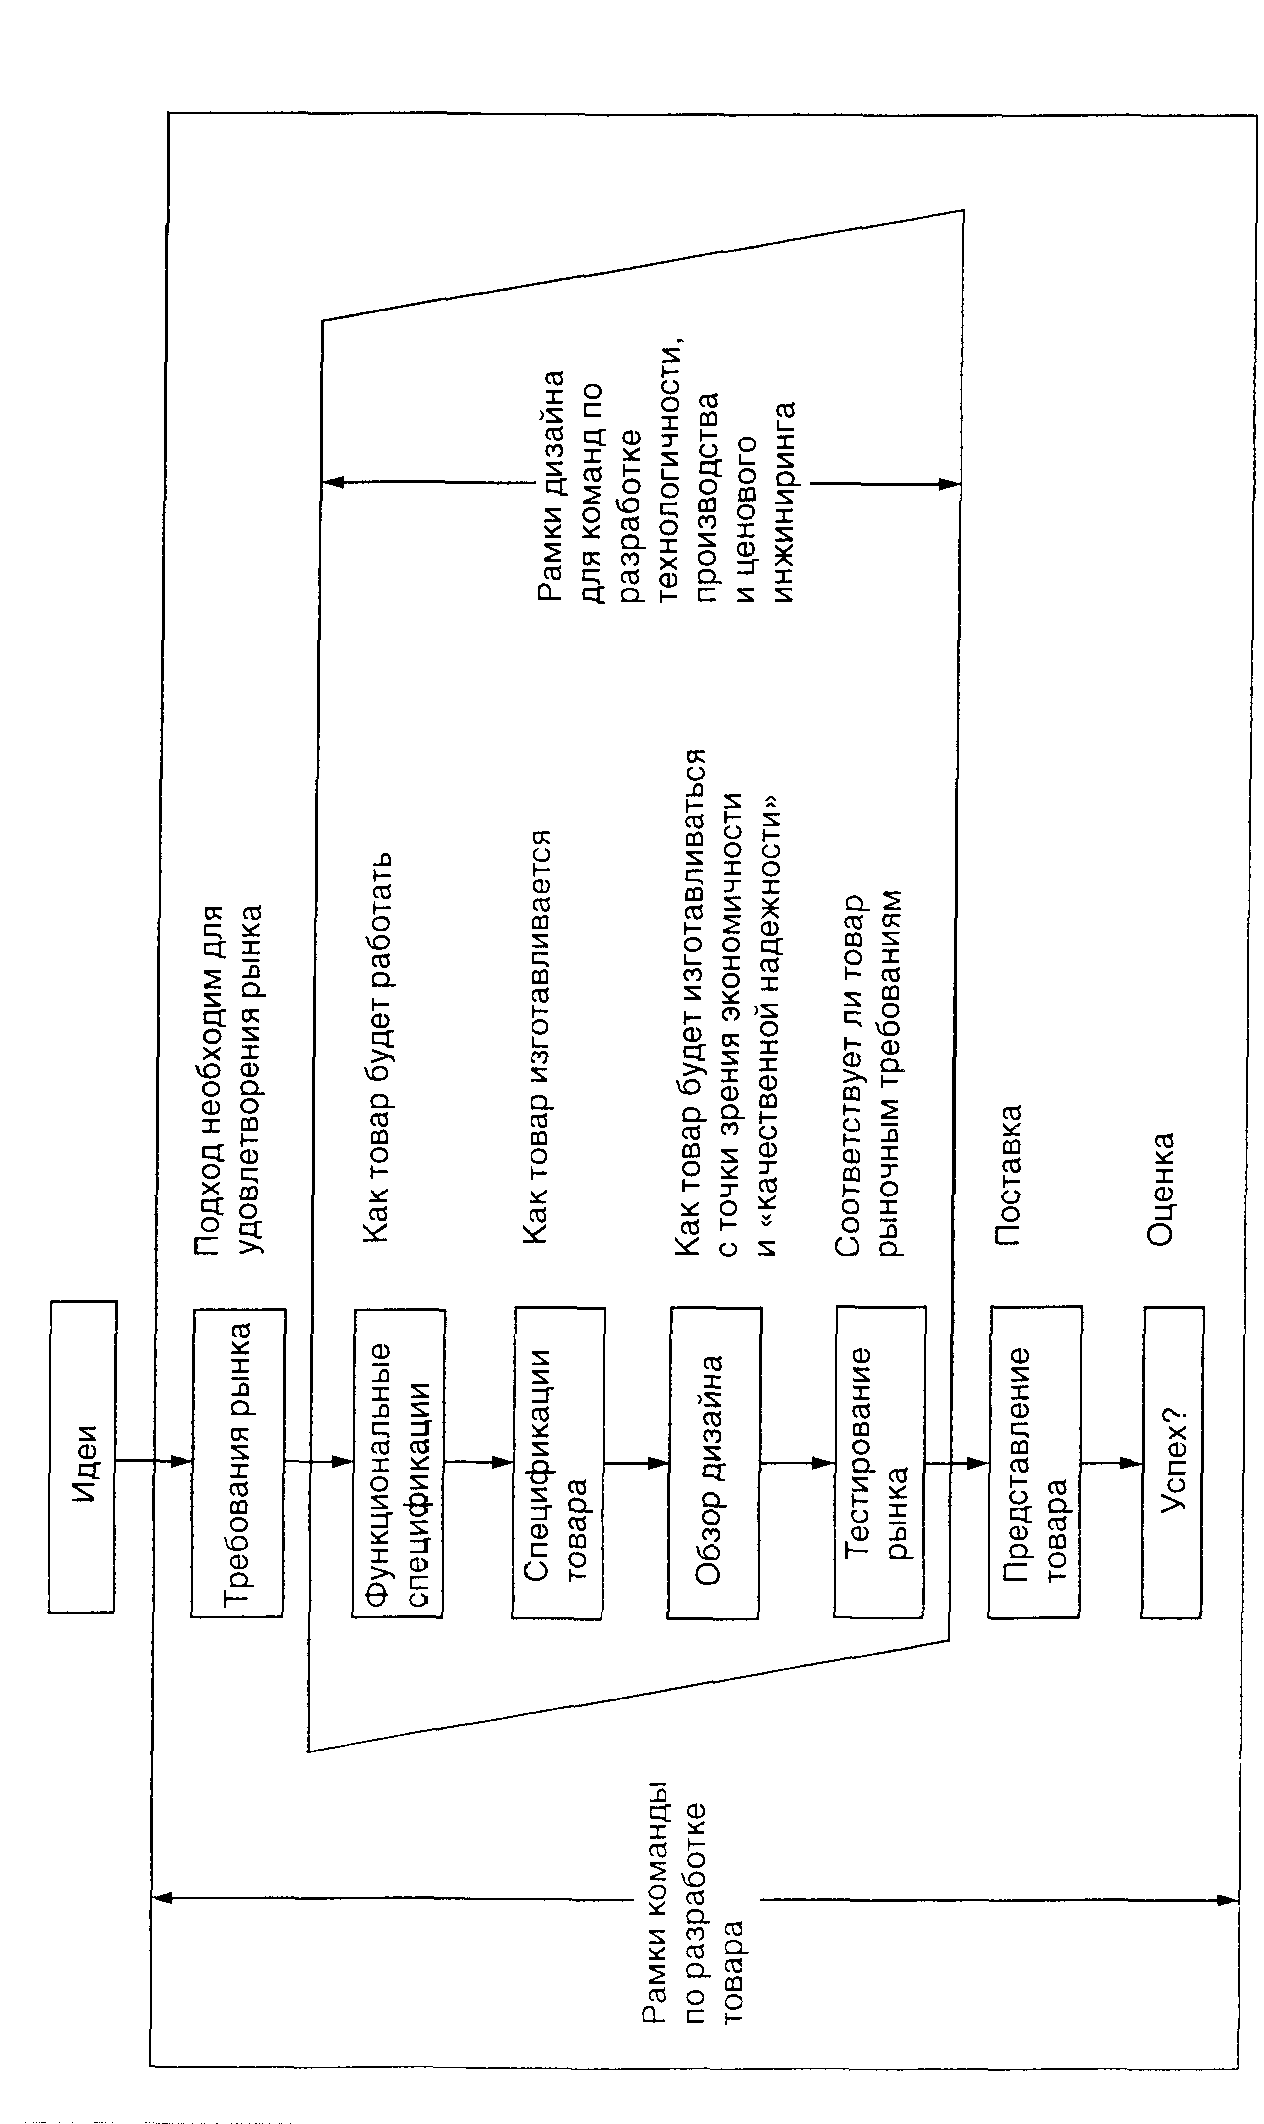 Идеи
Требования рынка
Подход необходим для
удовлетворения рынка
Функциональные
спецификации
Как товар будет работать
Спецификации
товара
Как товар изготавливается
Обзор дизайна
Как товар будет изготавливаться
с точки зрения экономичности
и «качественной надежности»
Тестирование
рынка
Соответствует ли товар
рыночным требованиям
Представление
товара
Поставка
Успех?
Оценка
Рамки команды
по разработке
товара
Рамки дизайна
для команд по
разработке
технологичности,
производства
и ценового
инжиниринга